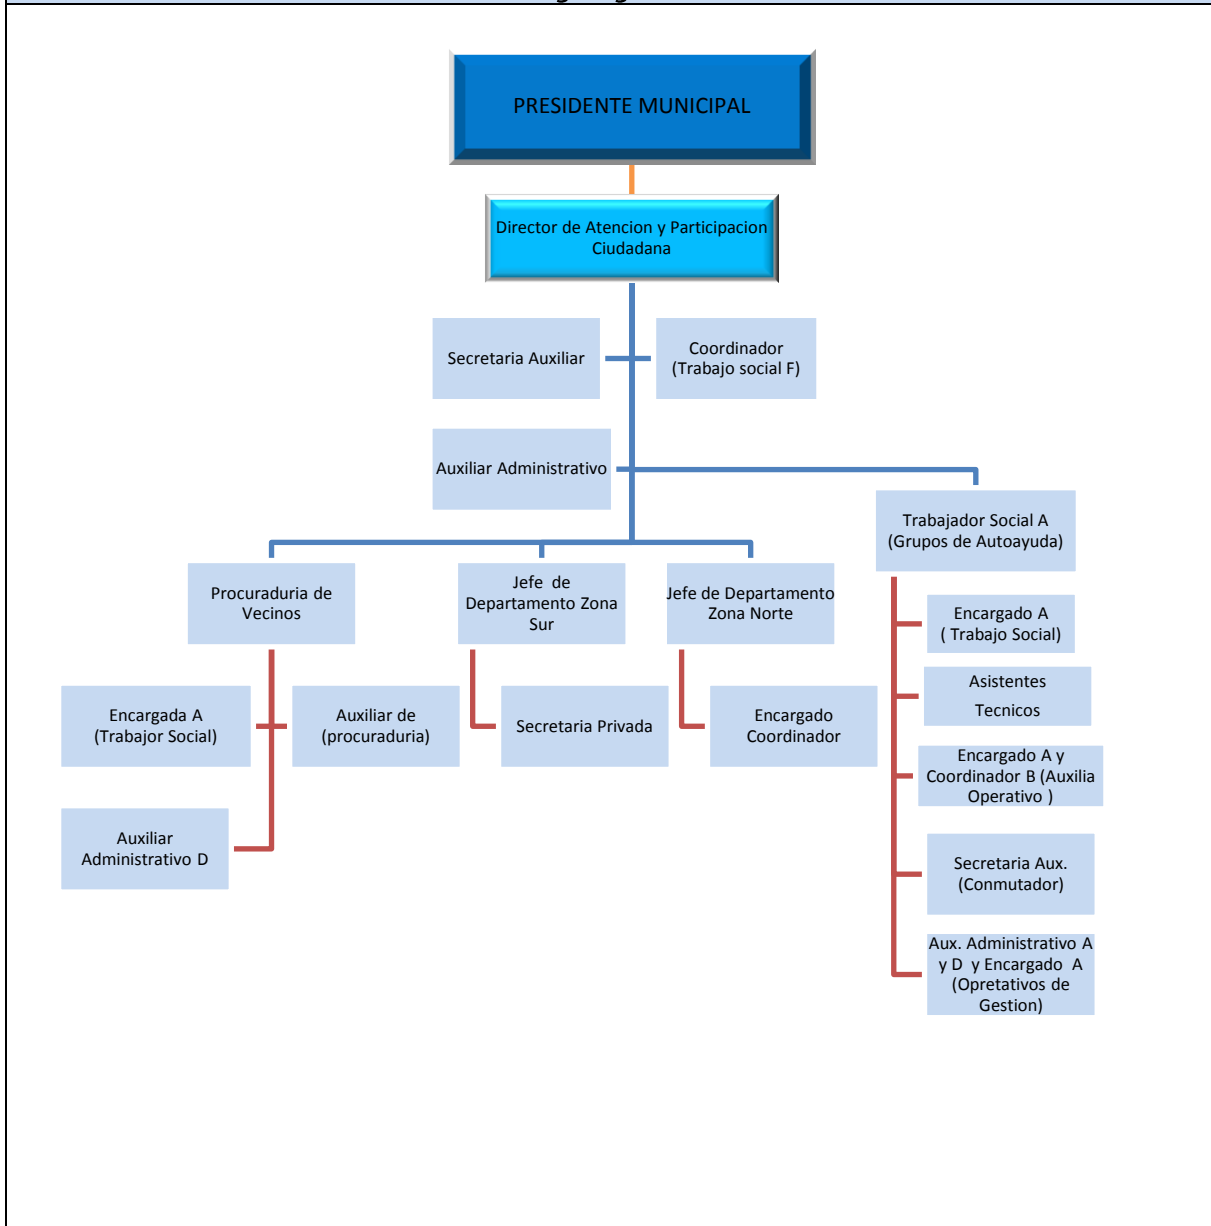 PRESIDENTE MUNICIPAL
Director de Atencion y Participacion
Ciudadana
Secretaria Auxiliar
Coordinador
(Trabajo social F)
Auxiliar Administrativo
Trabajador Social A
(Grupos de Autoayuda)
Procuraduria de
Vecinos
Jefe de
Departamento Zona
Sur
Jefe de Departamento
Zona Norte
Encargado A
( Trabajo Social)
Asistentes
Tecnicos
Encargada A
(Trabajor Social)
Auxiliar de
(procuraduria)
Secretaria Privada
Encargado
Coordinador
Encargado A y
Coordinador B (Auxilia
Operativo )
Auxiliar
Administrativo D
Secretaria Aux.
(Conmutador)
Aux. Administrativo A
y D y Encargado A
(Opretativos de
Gestion)